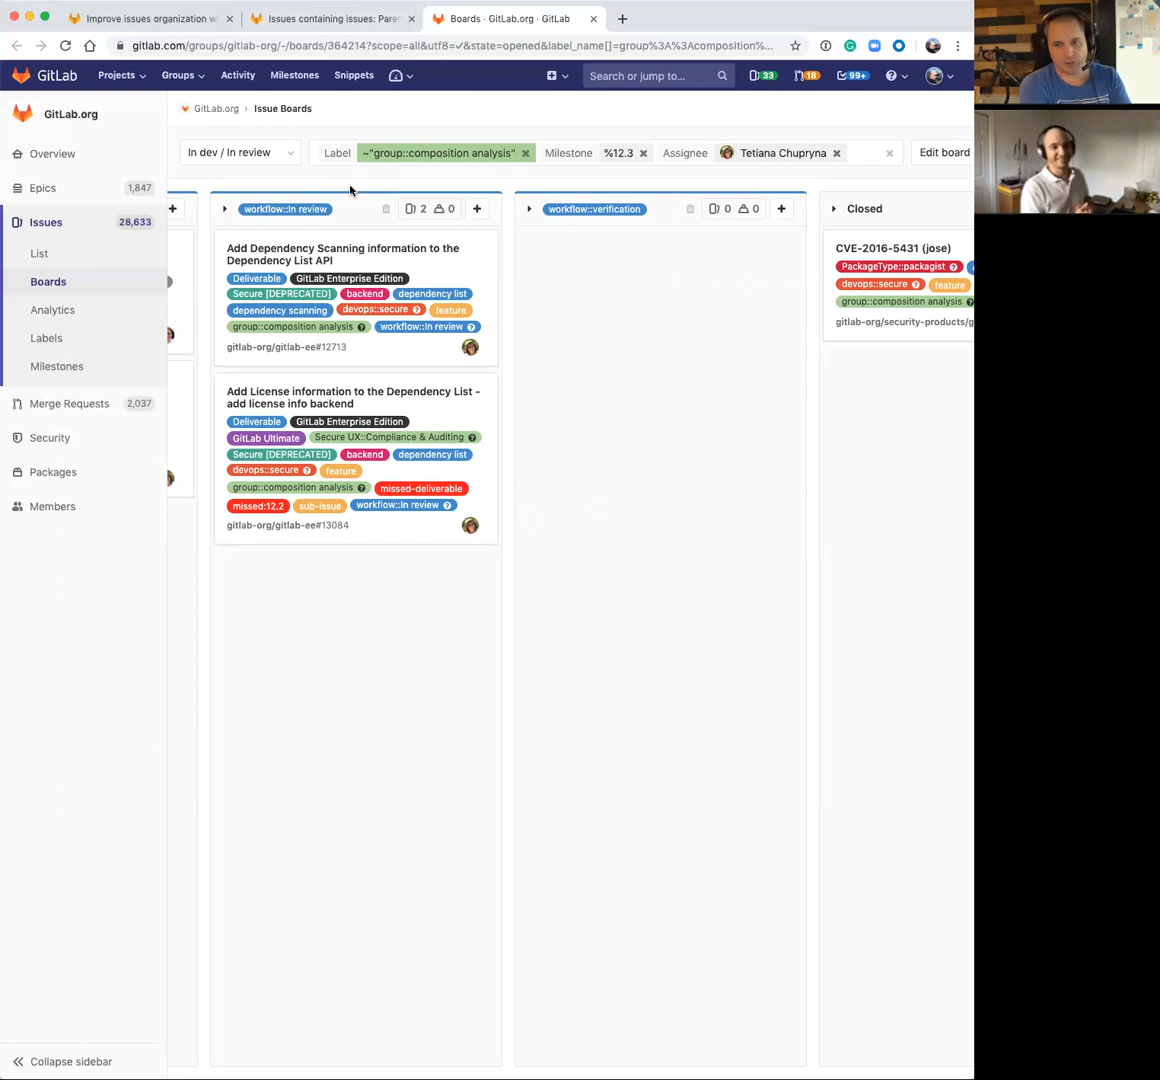 Improve issues organization w
Issues containing issues: Paren
Boards · GitLab.org · GitLab
gitlab.com/groups/gitlab-org/-/boards/364214?scope=all&utf8=✓&state=opened&label_name[]=group%3A%3Acomposition%...
GitLab Projects Groups Activity Milestones Snippets Search or jump to... 33 18 99+
GitLab.org
GitLab.org › Issue Boards
Overview
In dev / In review Label ~"group::composition analysis" Milestone %12.3 Assignee Tetiana Chupryna Edit board
Epics 1,847
Issues 28,633
List
Boards
Analytics
Labels
Milestones
Merge Requests 2,037
Security
Packages
Members
Collapse sidebar
workflow::In review 2 0
Add Dependency Scanning information to the
Dependency List API
Deliverable GitLab Enterprise Edition
Secure [DEPRECATED] backend dependency list
dependency scanning devops::secure feature
group::composition analysis workflow::In review
gitlab-org/gitlab-ee#12713
Add License information to the Dependency List -
add license info backend
Deliverable GitLab Enterprise Edition
GitLab Ultimate Secure UX::Compliance & Auditing
Secure [DEPRECATED] backend dependency list
devops::secure feature
group::composition analysis missed-deliverable
missed:12.2 sub-issue workflow::In review
gitlab-org/gitlab-ee#13084
workflow::verification 0 0
Closed
CVE-2016-5431 (jose)
PackageType::packagist
devops::secure feature
group::composition analysis
gitlab-org/security-products/g